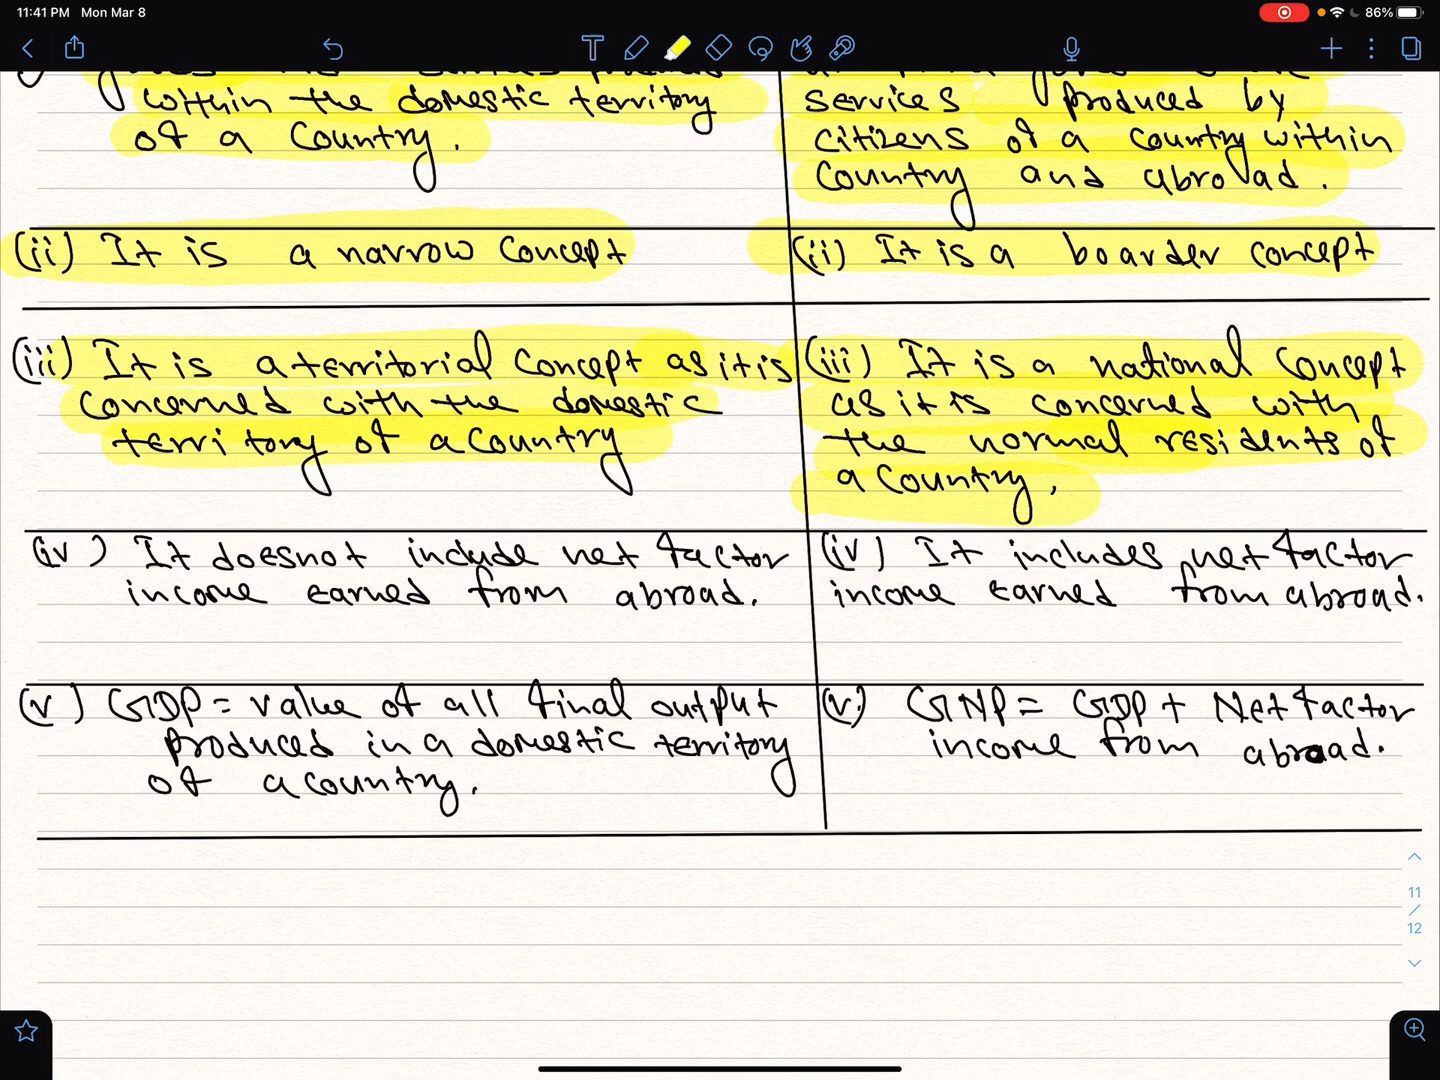 11:41 PM Mon Mar 8
86%
services produced
within the domestic territory
of a Country.
services produced by
citizens of a country within
country and abroad.
(ii) It is a narrow Concept
(ii) It is a boarder concept
(iii) It is a territorial Concept as it is
Concerned with the domestic
territory of a Country
(iii) It is a national Concept
as it is concerned with
the normal residents of
a Country.
(iv) It doesnot include net factor
income earned from abroad.
(iv) It includes net factor
income earned from abroad.
(v) GDP = value of all final output
produced in a domestic territory
of a country.
(v) GNP = GDP + Net factor
income from abroad.
11
/
12